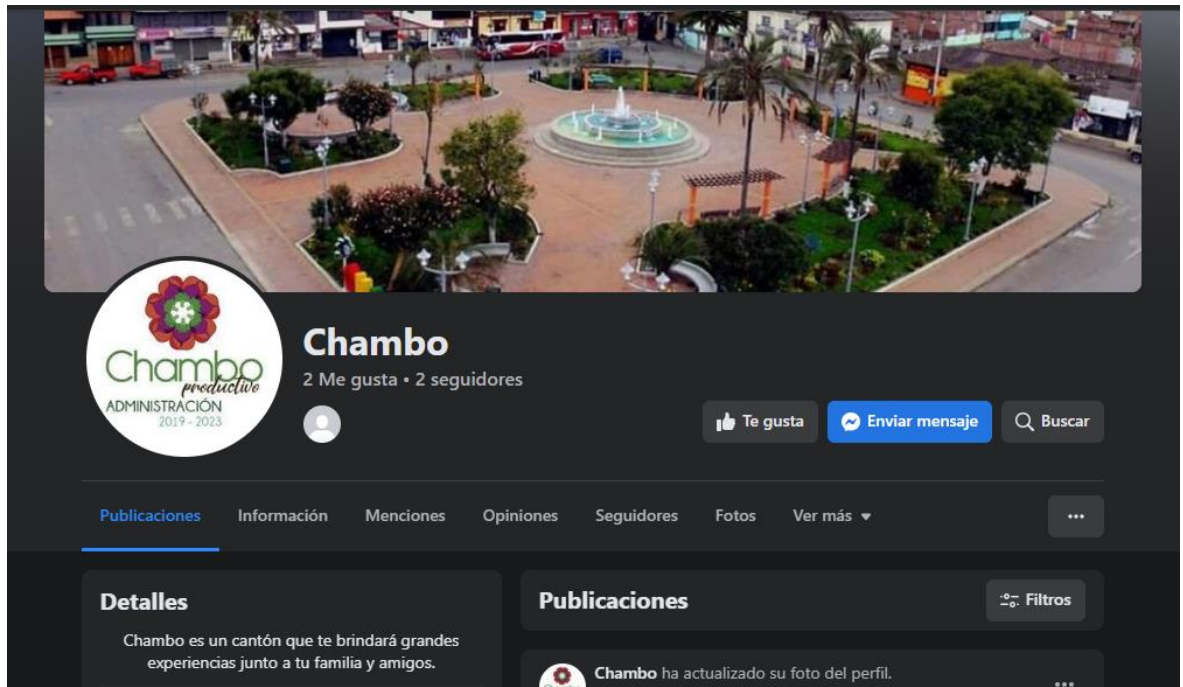 Chambo
productivo
ADMINISTRACIÓN
2019 - 2023
Chambo
2 Me gusta • 2 seguidores
Te gusta
Enviar mensaje
Buscar
Publicaciones
Información
Menciones
Opiniones
Seguidores
Fotos
Ver más
Detalles
Chambo es un cantón que te brindará grandes
experiencias junto a tu familia y amigos.
Publicaciones
Filtros
Chambo ha actualizado su foto del perfil.